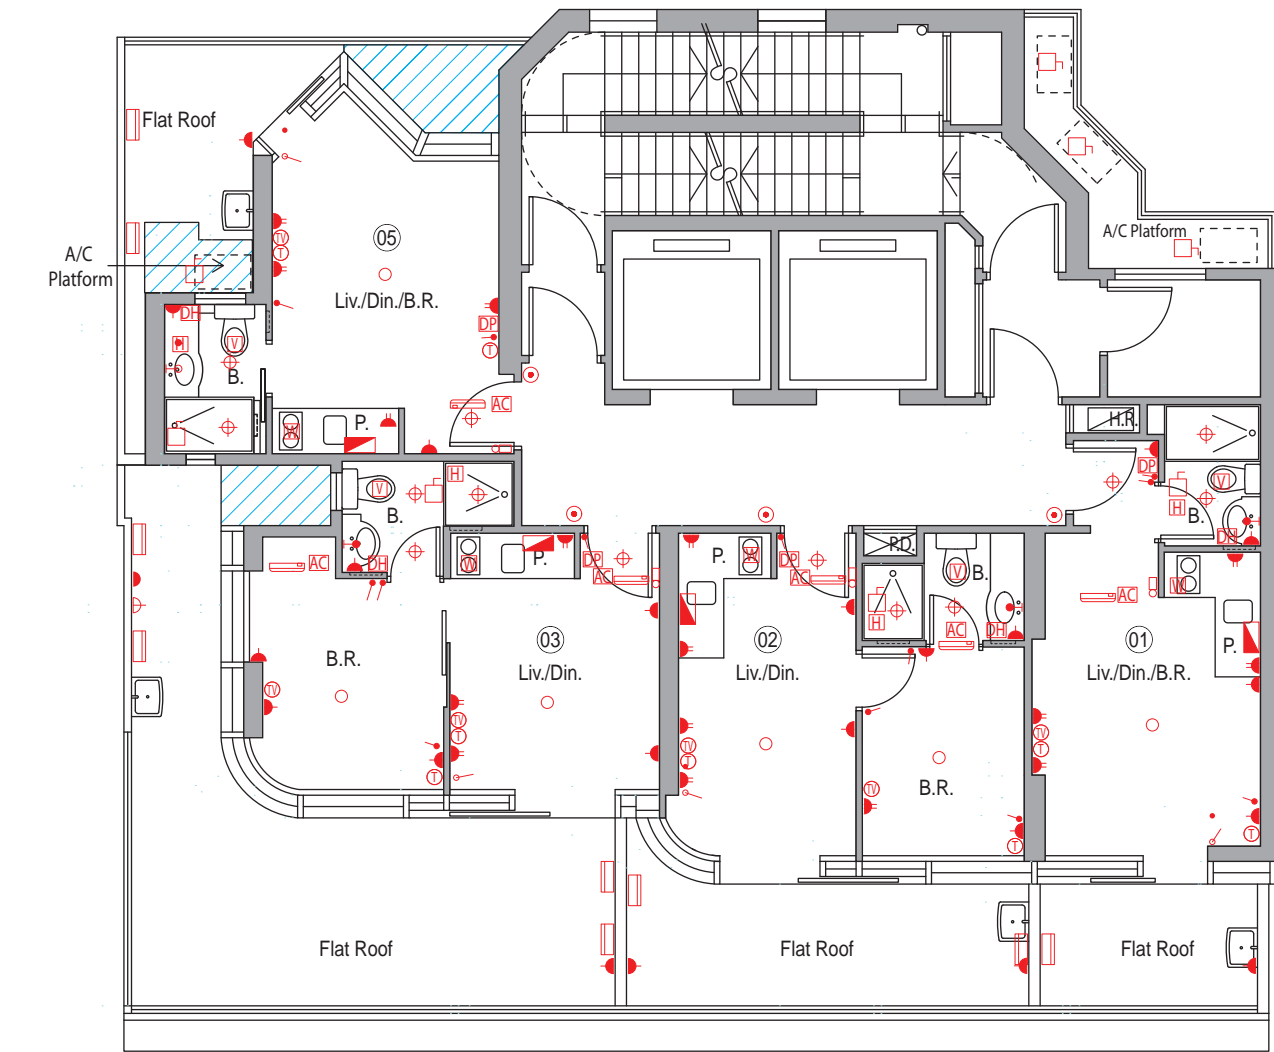 Flat Roof
A/C
Platform
05
Liv./Din./B.R.
TV
T
DP
T
A/C Platform
DH
H
V
B.
AC
W
P.
H.R.
DP
V
H
B.
DH
H
V
B.
DH
AC
W
P.
DP
AC
P.
W
DP
AC
P.D.
V
B.
H
AC
DH
AC
W
P.
B.R.
TV
T
03
Liv./Din.
TV
T
02
Liv./Din.
TV
T
B.R.
TV
T
01
Liv./Din./B.R.
TV
T
T
Flat Roof
Flat Roof
Flat Roof